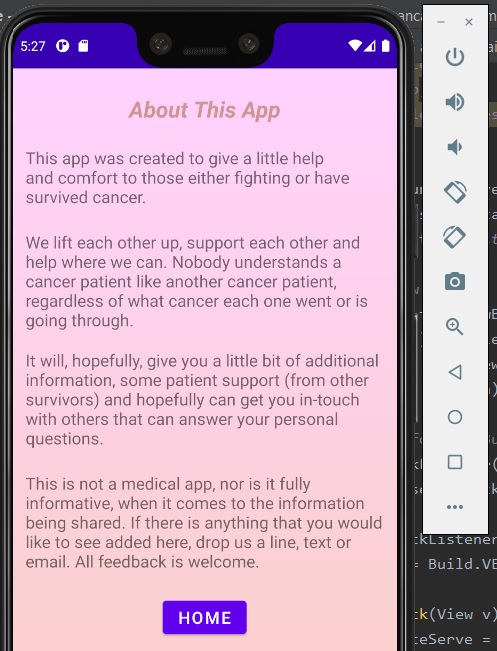 5:27
About This App
This app was created to give a little help
and comfort to those either fighting or have
survived cancer.
We lift each other up, support each other and
help where we can. Nobody understands a
cancer patient like another cancer patient,
regardless of what cancer each one went or is
going through.
It will, hopefully, give you a little bit of additional
information, some patient support (from other
survivors) and hopefully can get you in-touch
with others that can answer your personal
questions.
This is not a medical app, nor is it fully
informative, when it comes to the information
being shared. If there is anything that you would
like to see added here, drop us a line, text or
email. All feedback is welcome.
HOME
= Build.VE
(View v)